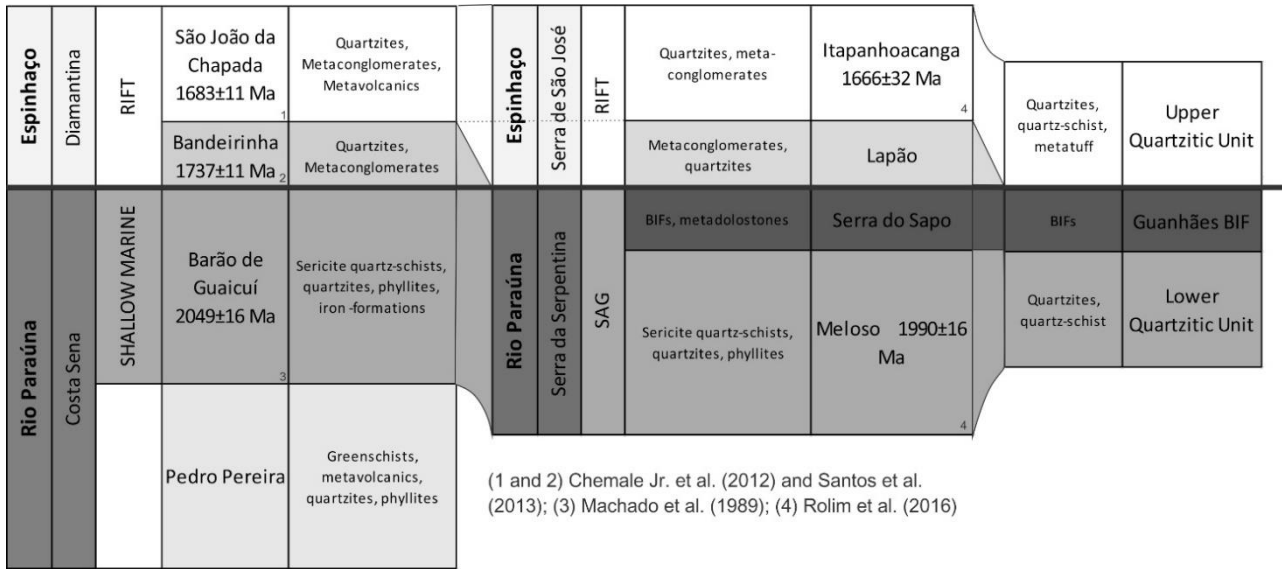 Espinhaço
Diamantina
RIFT
São João da
Chapada
1683±11 Ma
1
Quartzites,
Metaconglomerates,
Metavolcanics
Bandeirinha
1737±11 Ma
2
Quartzites,
Metaconglomerates
Rio Paraúna
Costa Sena
SHALLOW MARINE
Barão de
Guaicuí
2049±16 Ma
3
Sericite quartz-schists,
quartzites, phyllites,
iron -formations
Pedro Pereira
Greenschists,
metavolcanics,
quartzites, phyllites
Espinhaço
Serra de São José
RIFT
Quartzites, meta-
conglomerates
Itapanhoacanga
1666±32 Ma
4
Metaconglomerates,
quartzites
Lapão
Rio Paraúna
Serra da Serpentina
SAG
BIFs, metadolostones
Serra do Sapo
Sericite quartz-schists,
quartzites, phyllites
Meloso 1990±16
Ma
4
Quartzites,
quartz-schist,
metatuff
Upper
Quartzitic Unit
BIFs
Guanhães BIF
Quartzites,
quartz-schist
Lower
Quartzitic Unit
(1 and 2) Chemale Jr. et al. (2012) and Santos et al.
(2013); (3) Machado et al. (1989); (4) Rolim et al. (2016)